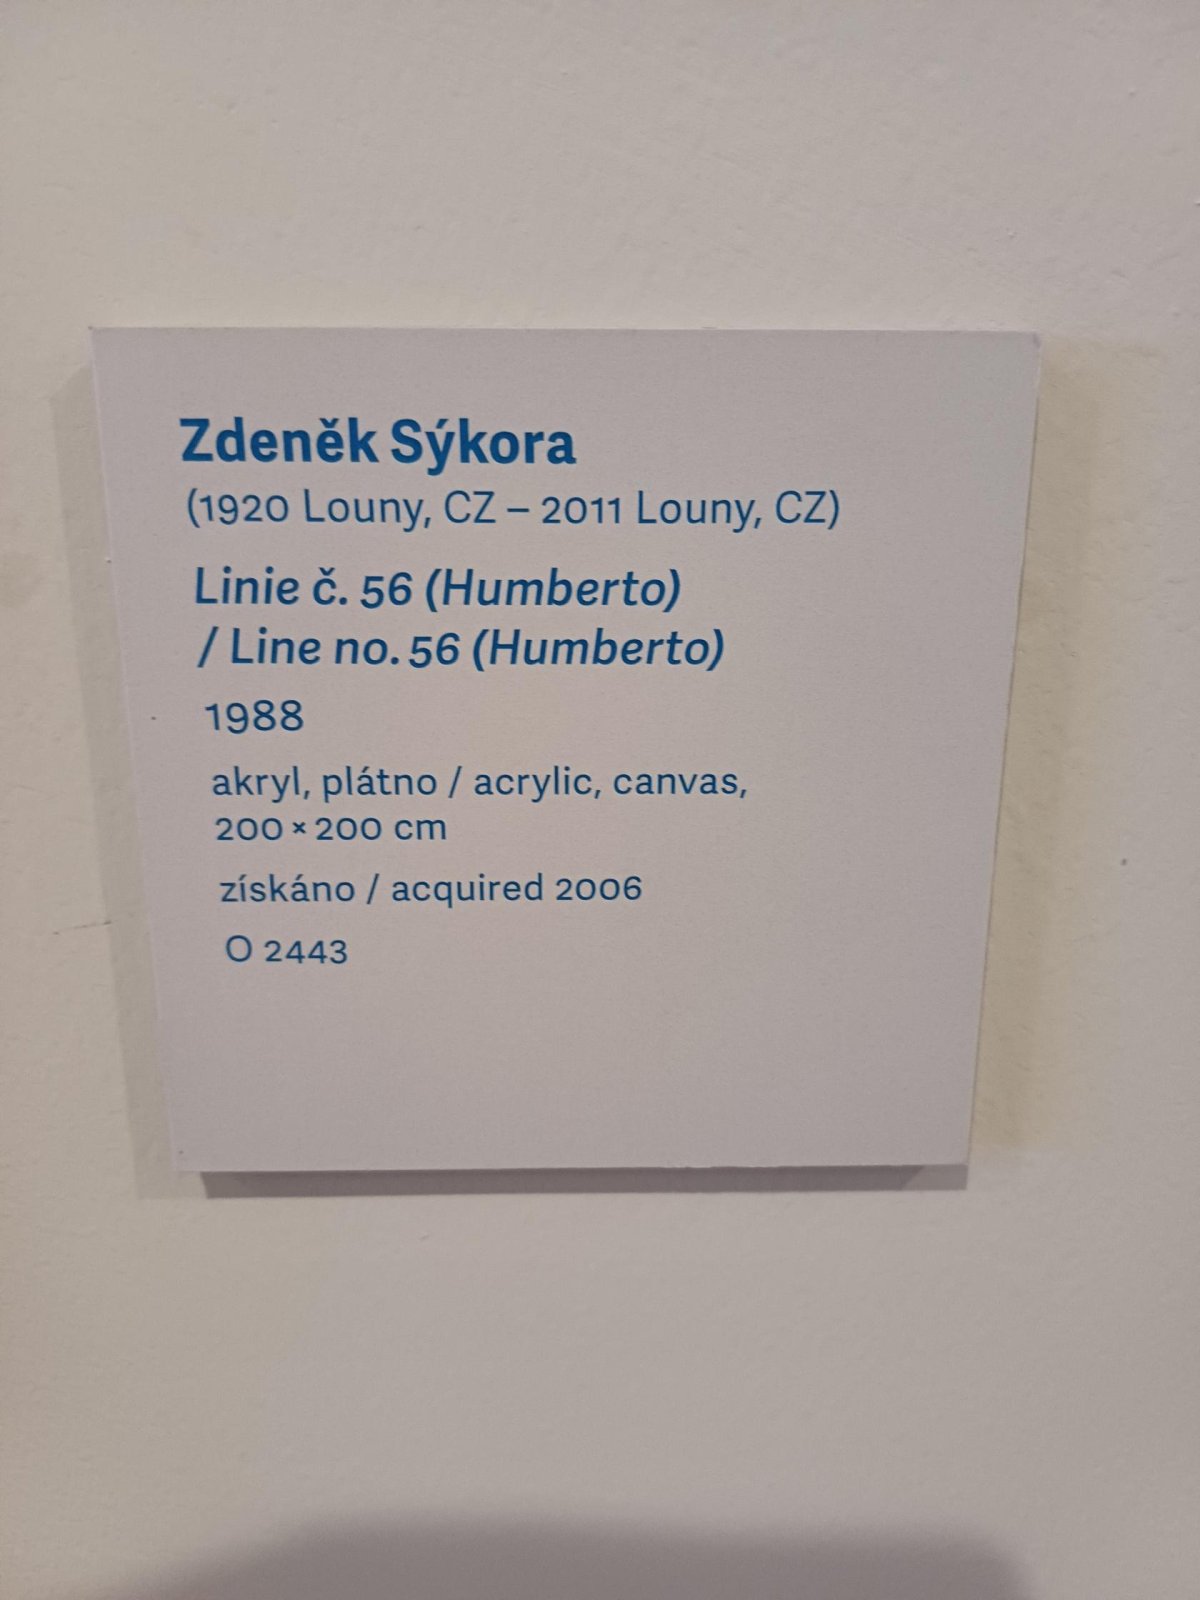 Zdeněk Sýkora
(1920 Louny, CZ – 2011 Louny, CZ)
Linie č. 56 (Humberto)
/ Line no. 56 (Humberto)
1988
akryl, plátno / acrylic, canvas,
200 × 200 cm
získáno / acquired 2006
O 2443